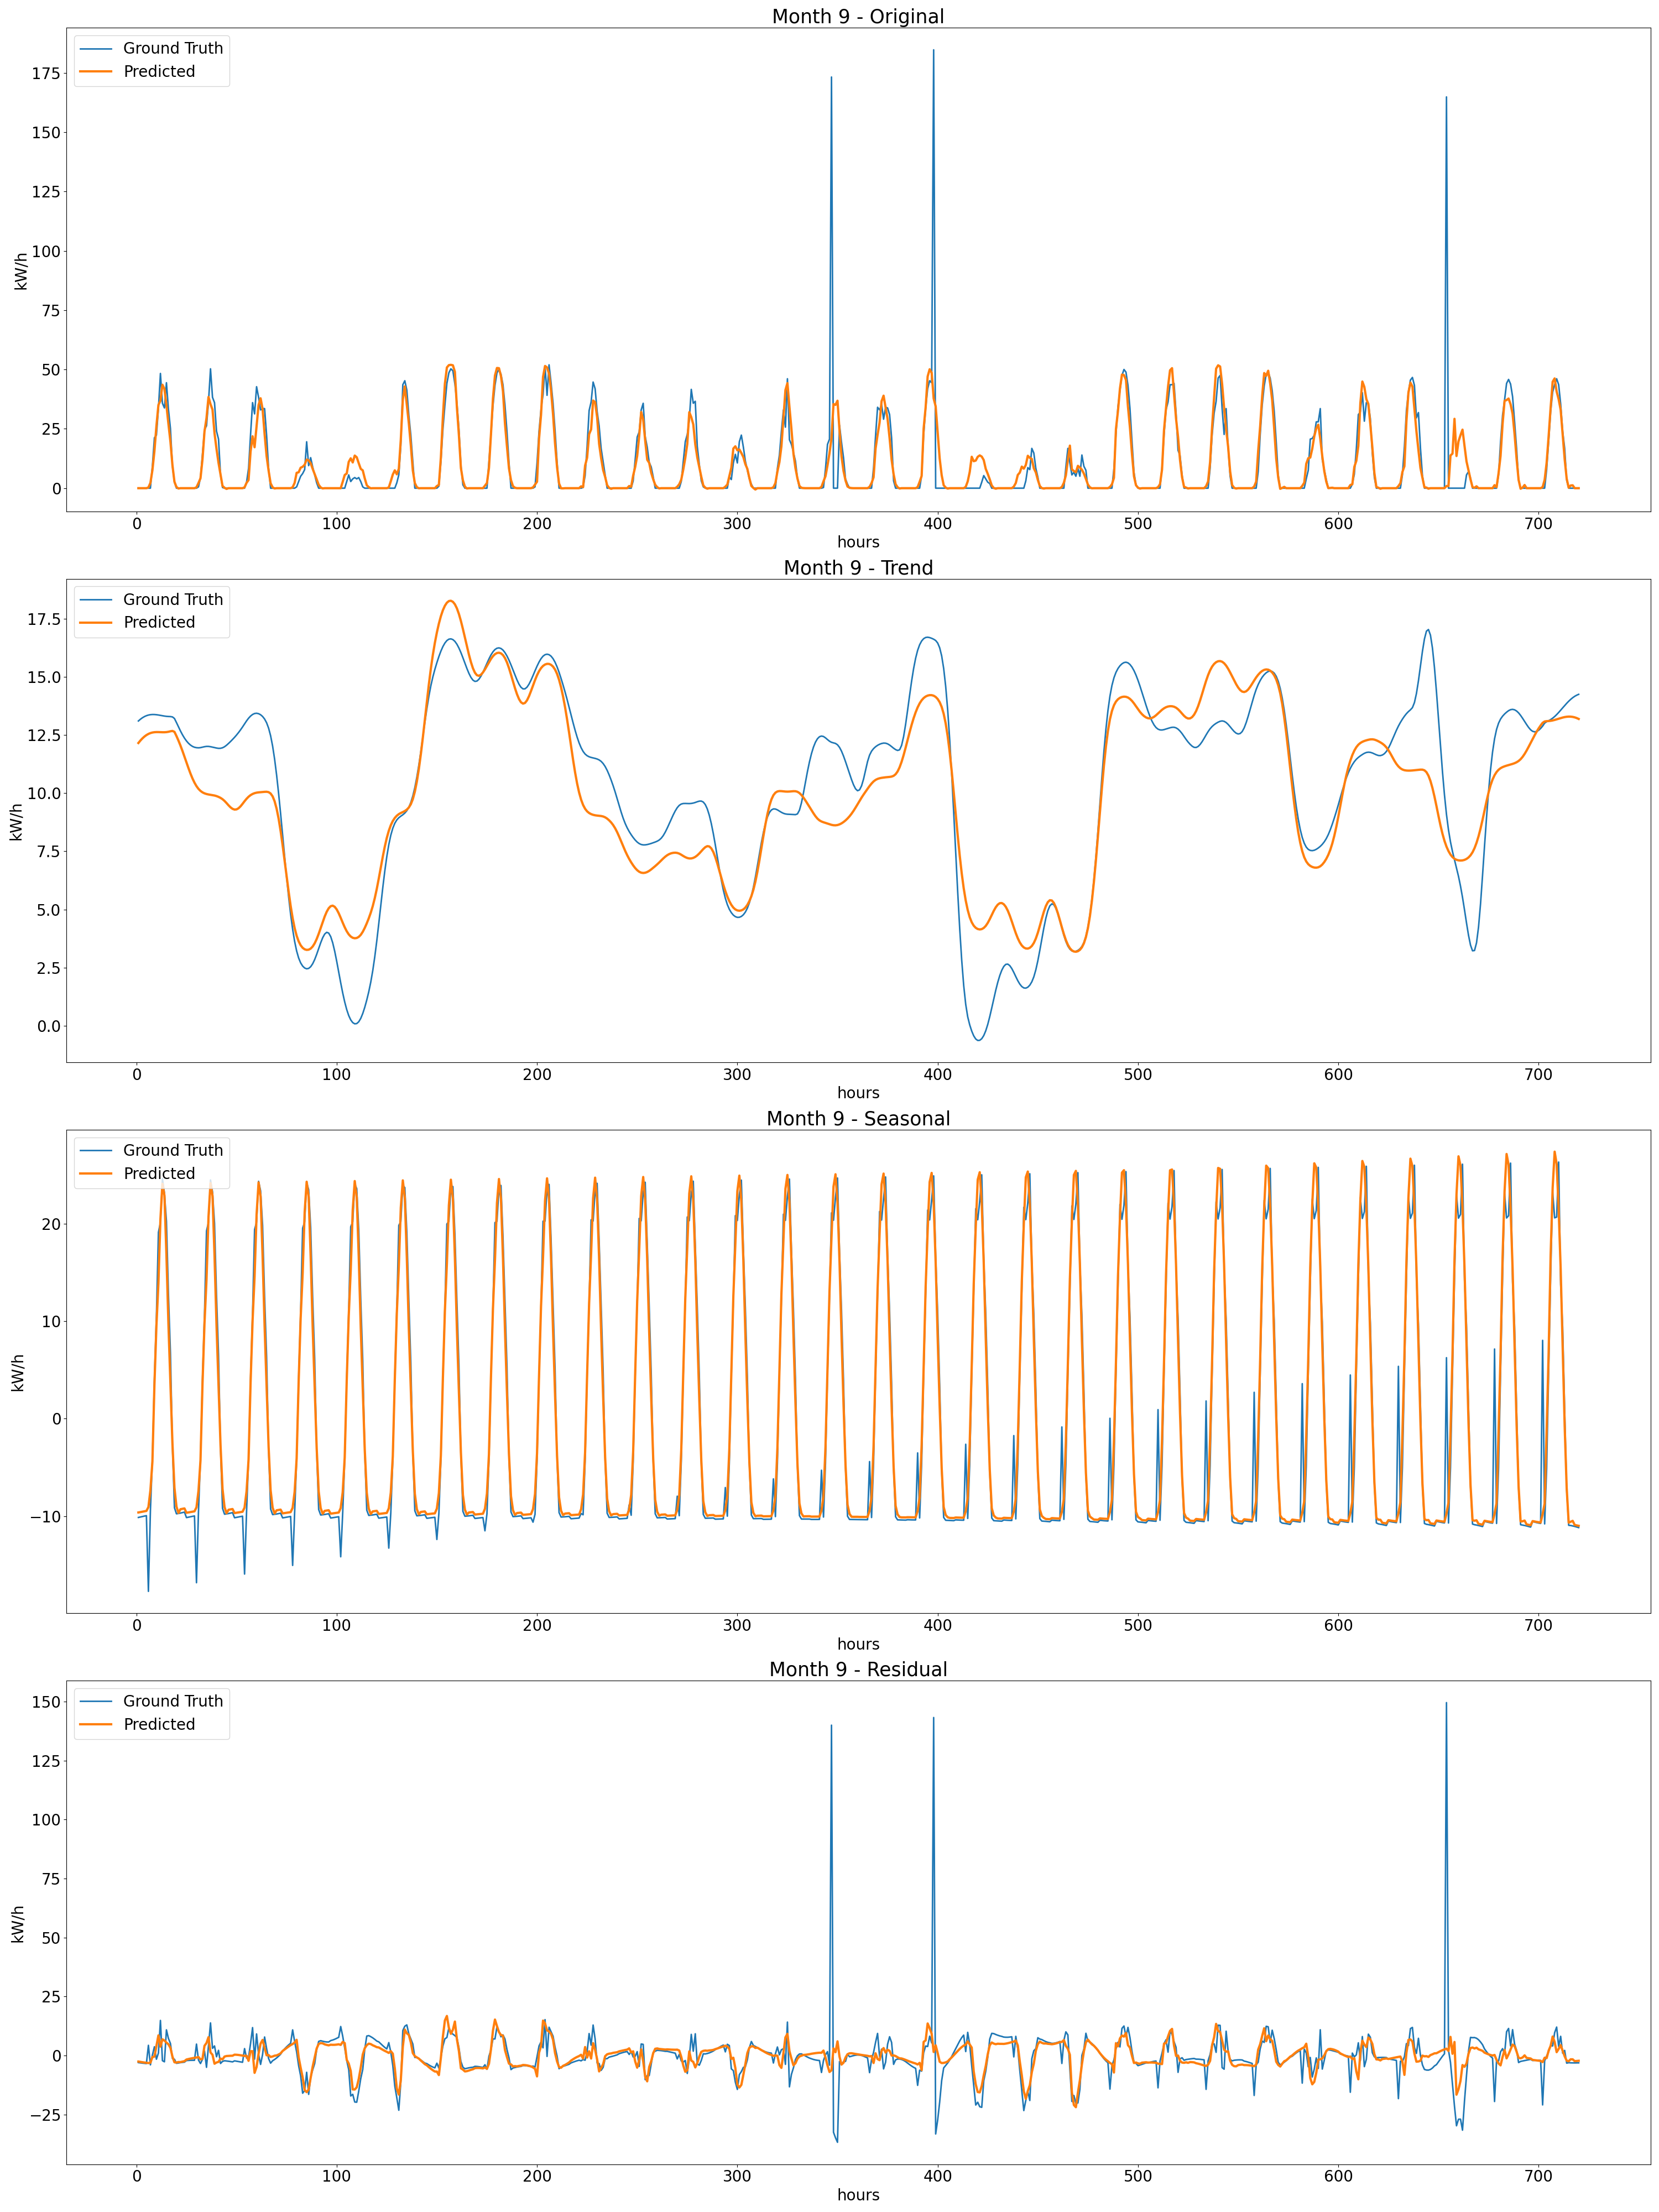 Month 9 - Original
Ground Truth
Predicted
175
150
125
100
75
50
25
0
kW/h
0 100 200 300 400 500 600 700
hours
Month 9 - Trend
Ground Truth
Predicted
17.5
15.0
12.5
10.0
7.5
5.0
2.5
0.0
kW/h
0 100 200 300 400 500 600 700
hours
Month 9 - Seasonal
Ground Truth
Predicted
20
10
0
−10
kW/h
0 100 200 300 400 500 600 700
hours
Month 9 - Residual
Ground Truth
Predicted
150
125
100
75
50
25
0
−25
kW/h
0 100 200 300 400 500 600 700
hours